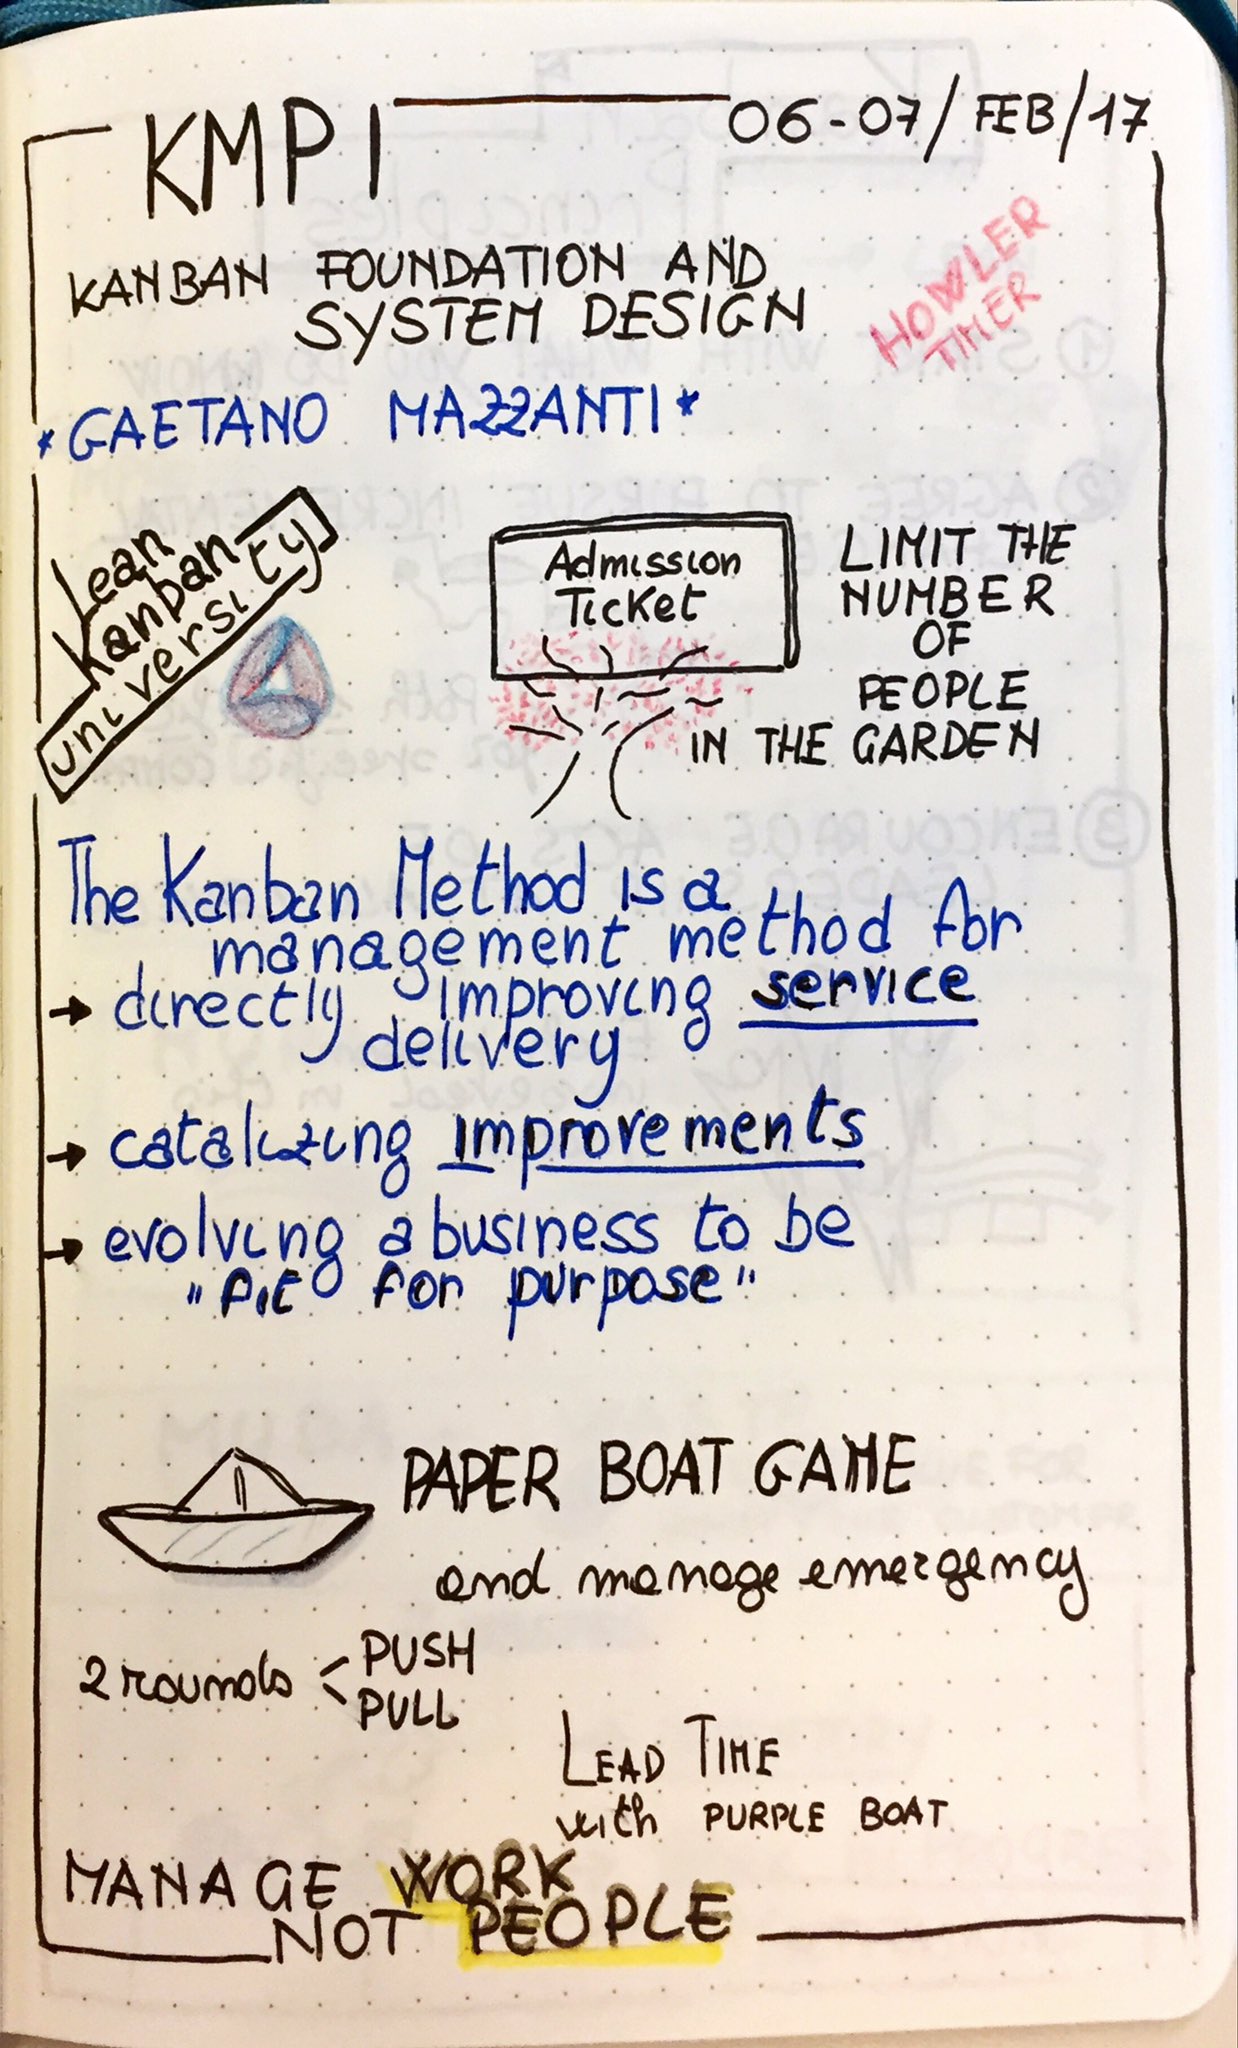 KMP I
06-07/FEB/17
KANBAN FOUNDATION AND
SYSTEM DESIGN
HOWLER
TIMER
*GAETANO MAZZANTI*
Lean
Kanban
University
Admission
Ticket
LIMIT THE
NUMBER
OF
PEOPLE
IN THE GARDEN
The Kanban Method is a
management method for
→ directly improving service
delivery
→ catalizing improvements
→ evolving a business to be
"fit for purpose"
PAPER BOAT GAME
and manage emergency
2 rounds < PUSH
PULL
LEAD TIME
with PURPLE BOAT
MANAGE WORK
NOT PEOPLE